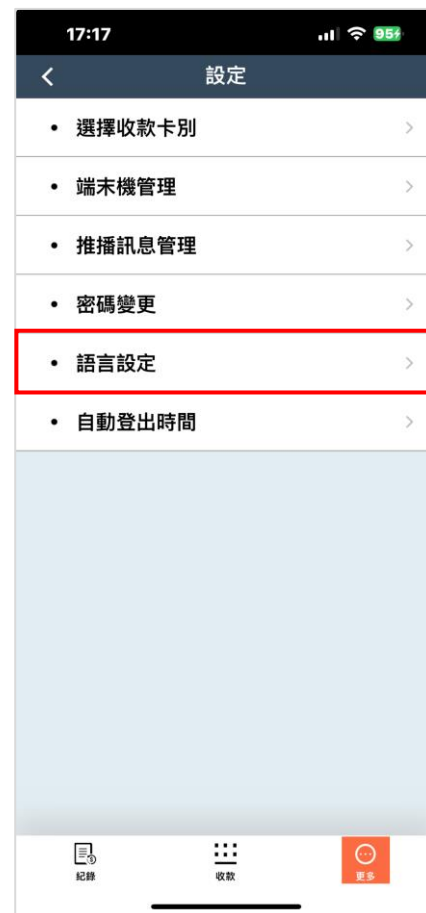 17:17
95
設定
• 選擇收款卡別
• 端末機管理
• 推播訊息管理
• 密碼變更
• 語言設定
• 自動登出時間
紀錄 收款 更多